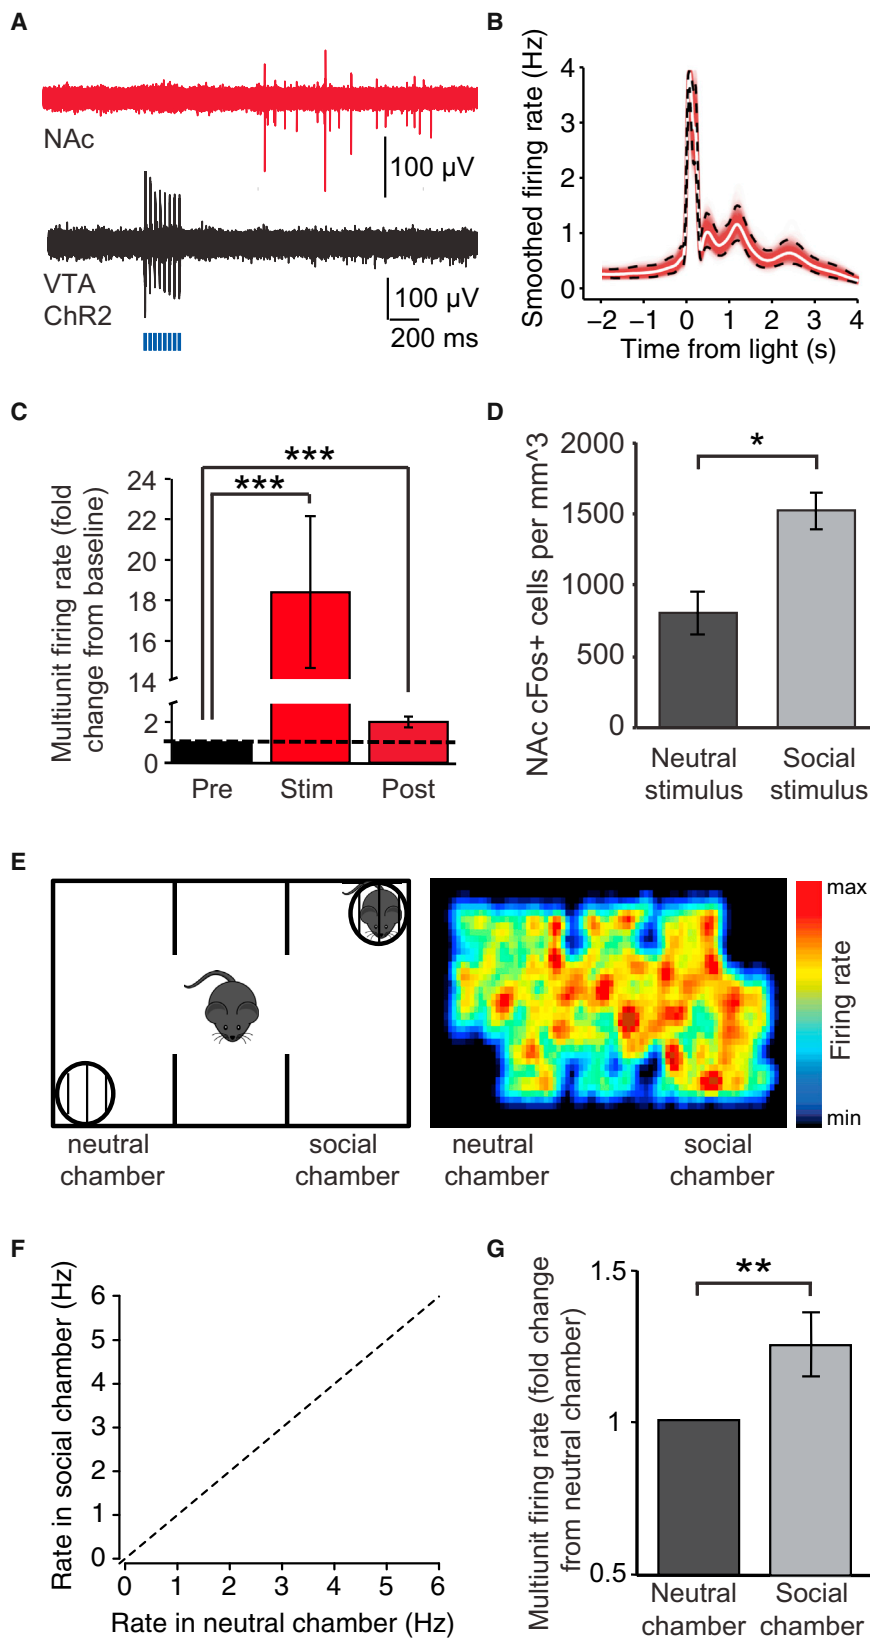 A
NAc
100 µV
VTA
ChR2
100 µV
200 ms
B
Smoothed firing rate (Hz)
4
3
2
1
0
−2 −1 0 1 2 3 4
Time from light (s)
C
Multiunit firing rate (fold
change from baseline)
24
22
20
18
16
14
2
0
***
***
Pre Stim Post
D
NAc cFos+ cells per mm^3
2000
1500
1000
500
0
*
Neutral
stimulus
Social
stimulus
E
neutral
chamber
social
chamber
neutral
chamber
social
chamber
max
Firing rate
min
F
Rate in social chamber (Hz)
6
5
4
3
2
1
0
0 1 2 3 4 5 6
Rate in neutral chamber (Hz)
G
Multiunit firing rate (fold change
from neutral chamber)
1.5
1
0.5
**
Neutral
chamber
Social
chamber